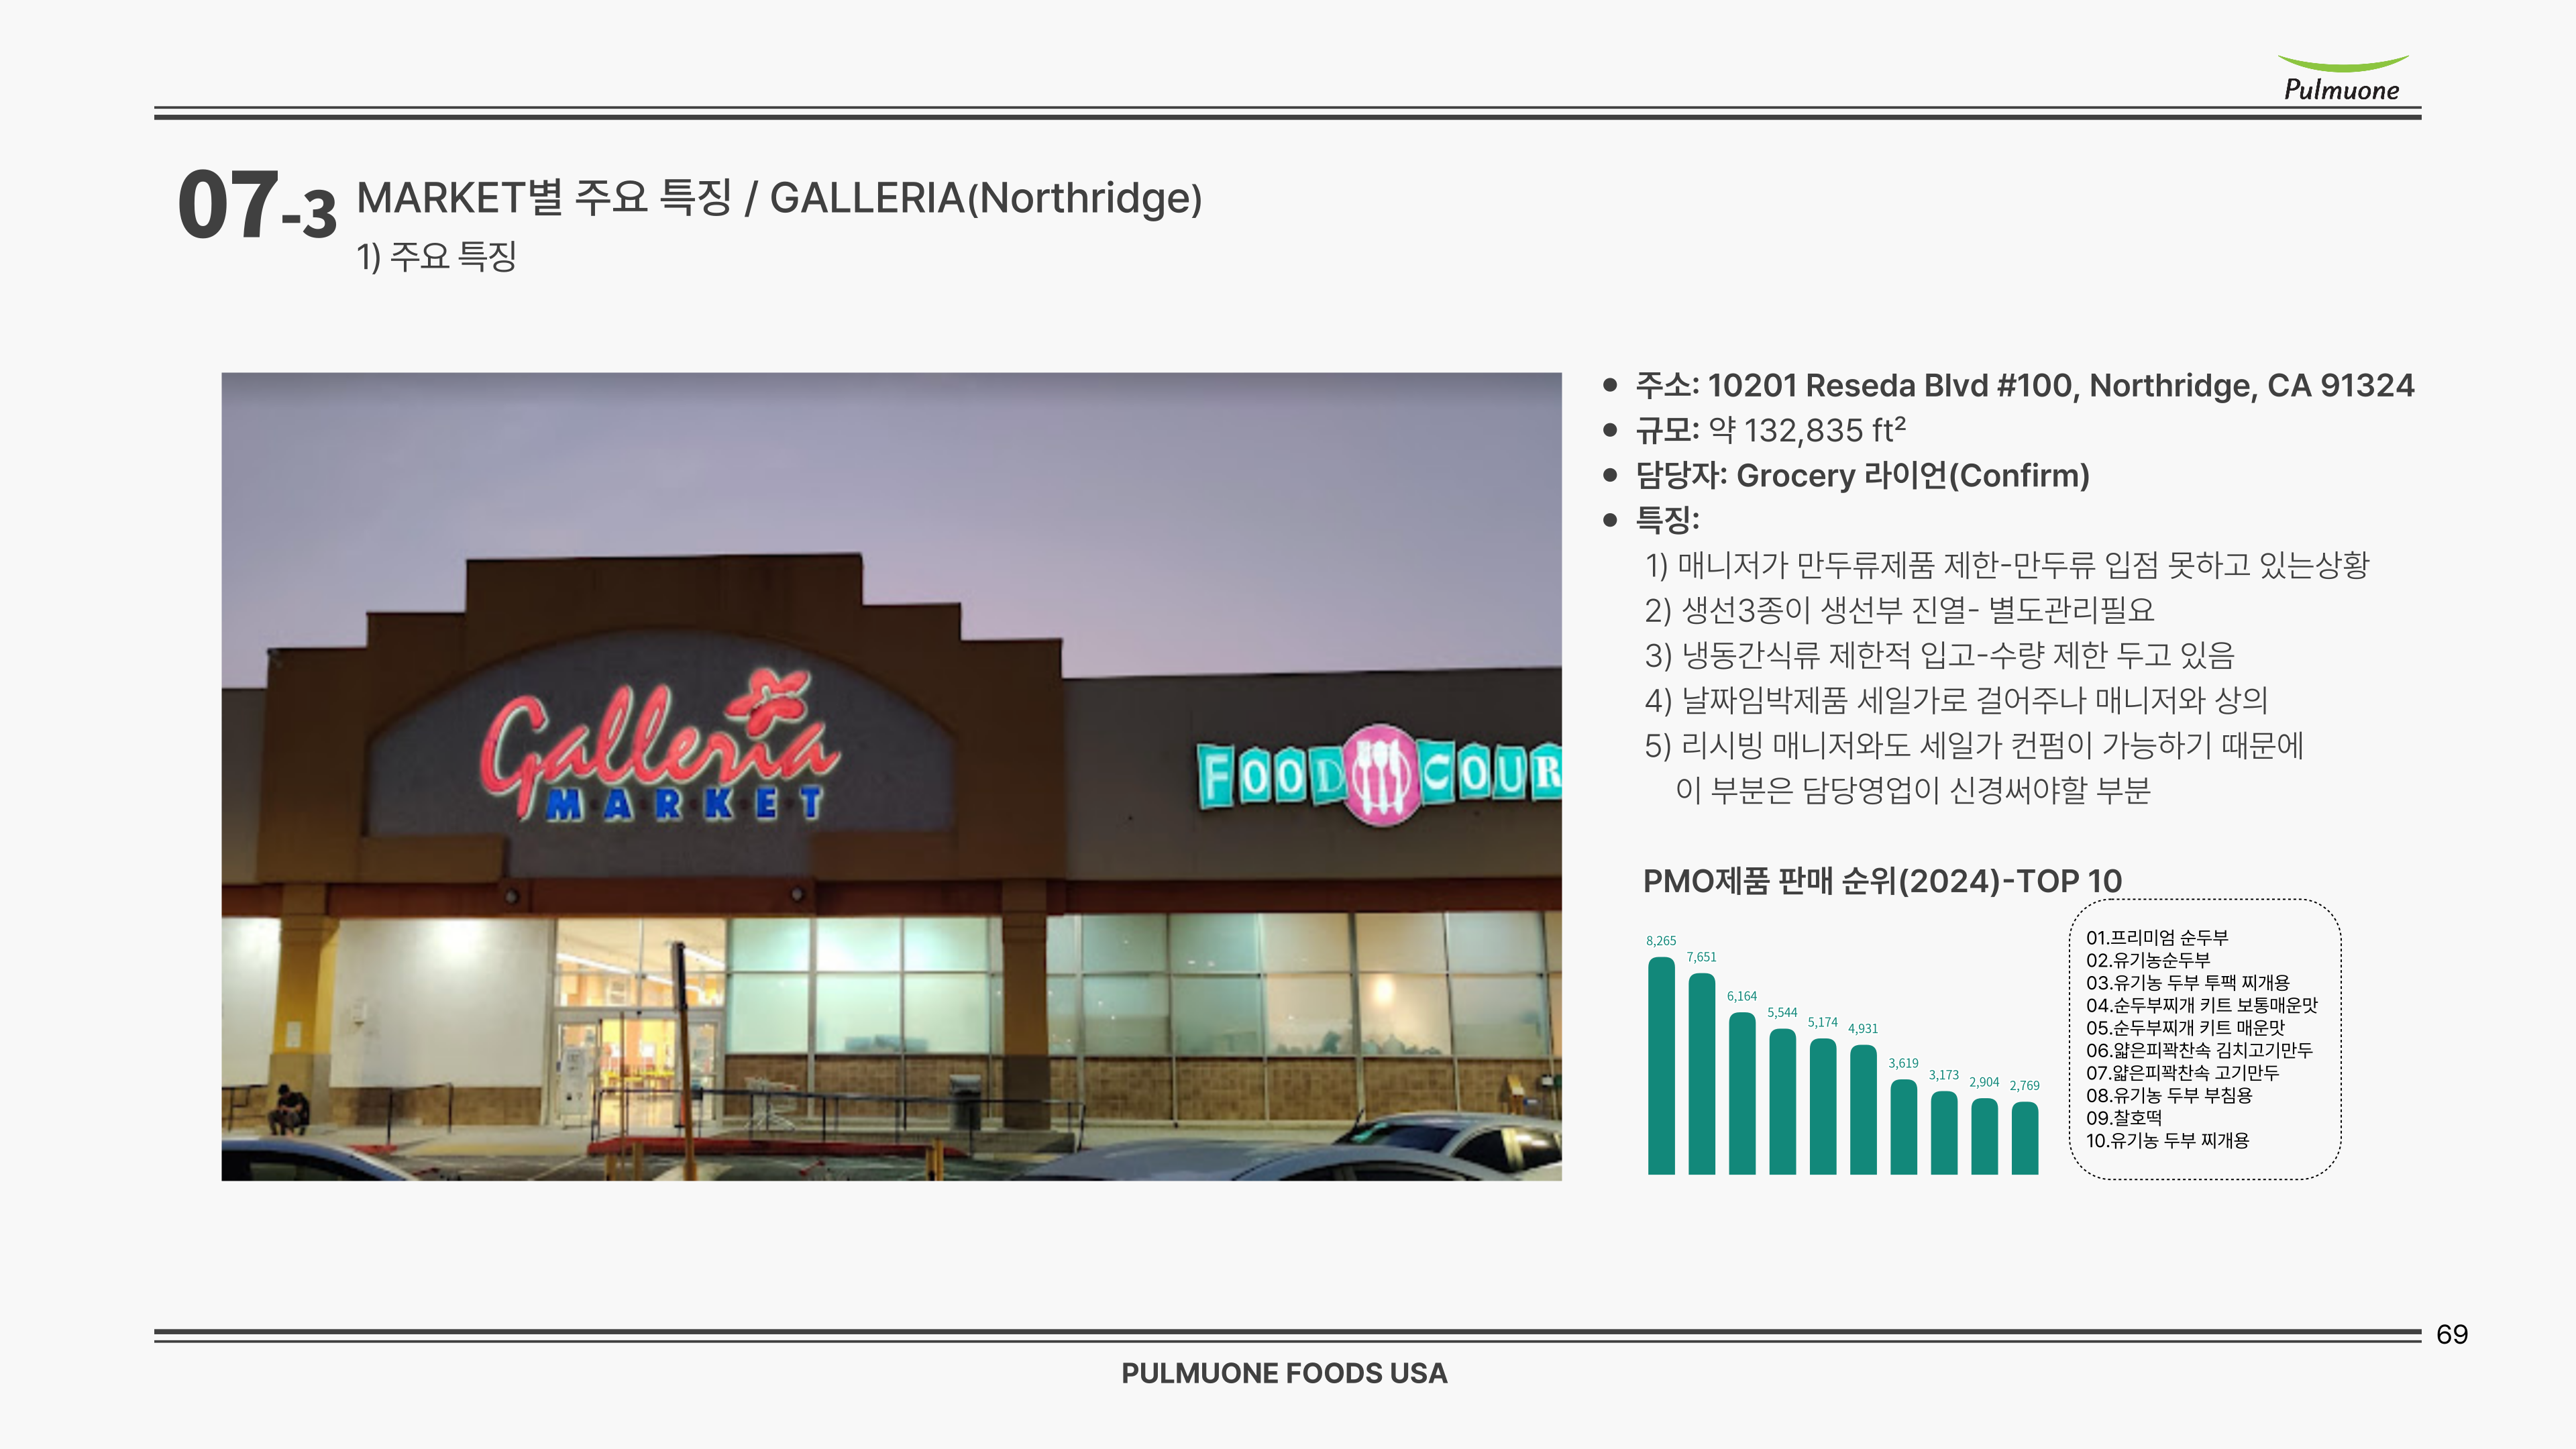 Pulmuone
07-3 MARKET별 주요 특징 / GALLERIA(Northridge)
1) 주요 특징
Galleria
MARKET
FOOD COUR
• 주소: 10201 Reseda Blvd #100, Northridge, CA 91324
• 규모: 약 132,835 ft²
• 담당자: Grocery 라이언(Confirm)
• 특징:
1) 매니저가 만두류제품 제한-만두류 입점 못하고 있는상황
2) 생선3종이 생선부 진열- 별도관리필요
3) 냉동간식류 제한적 입고-수량 제한 두고 있음
4) 날짜임박제품 세일가로 걸어주나 매니저와 상의
5) 리시빙 매니저와도 세일가 컨펌이 가능하기 때문에
이 부분은 담당영업이 신경써야할 부분
PMO제품 판매 순위(2024)-TOP 10
8,265
7,651
6,164
5,544
5,174
4,931
3,619
3,173
2,904
2,769
01.프리미엄 순두부
02.유기농순두부
03.유기농 두부 투팩 찌개용
04.순두부찌개 키트 보통매운맛
05.순두부찌개 키트 매운맛
06.얇은피꽉찬속 김치고기만두
07.얇은피꽉찬속 고기만두
08.유기농 두부 부침용
09.찰호떡
10.유기농 두부 찌개용
69
PULMUONE FOODS USA